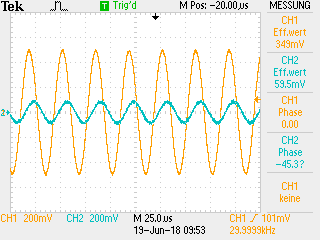 Tek Trig'd M Pos: -20.00µs MESSUNG
CH1
Eff.wert
349mV
CH2
Eff.wert
59.5mV
CH1
Phase
0.00
CH2
Phase
-45.3?
CH1
keine
2
CH1 200mV CH2 200mV M 25.0µs CH1 101mV
19-Jun-18 09:53 29.9999kHz